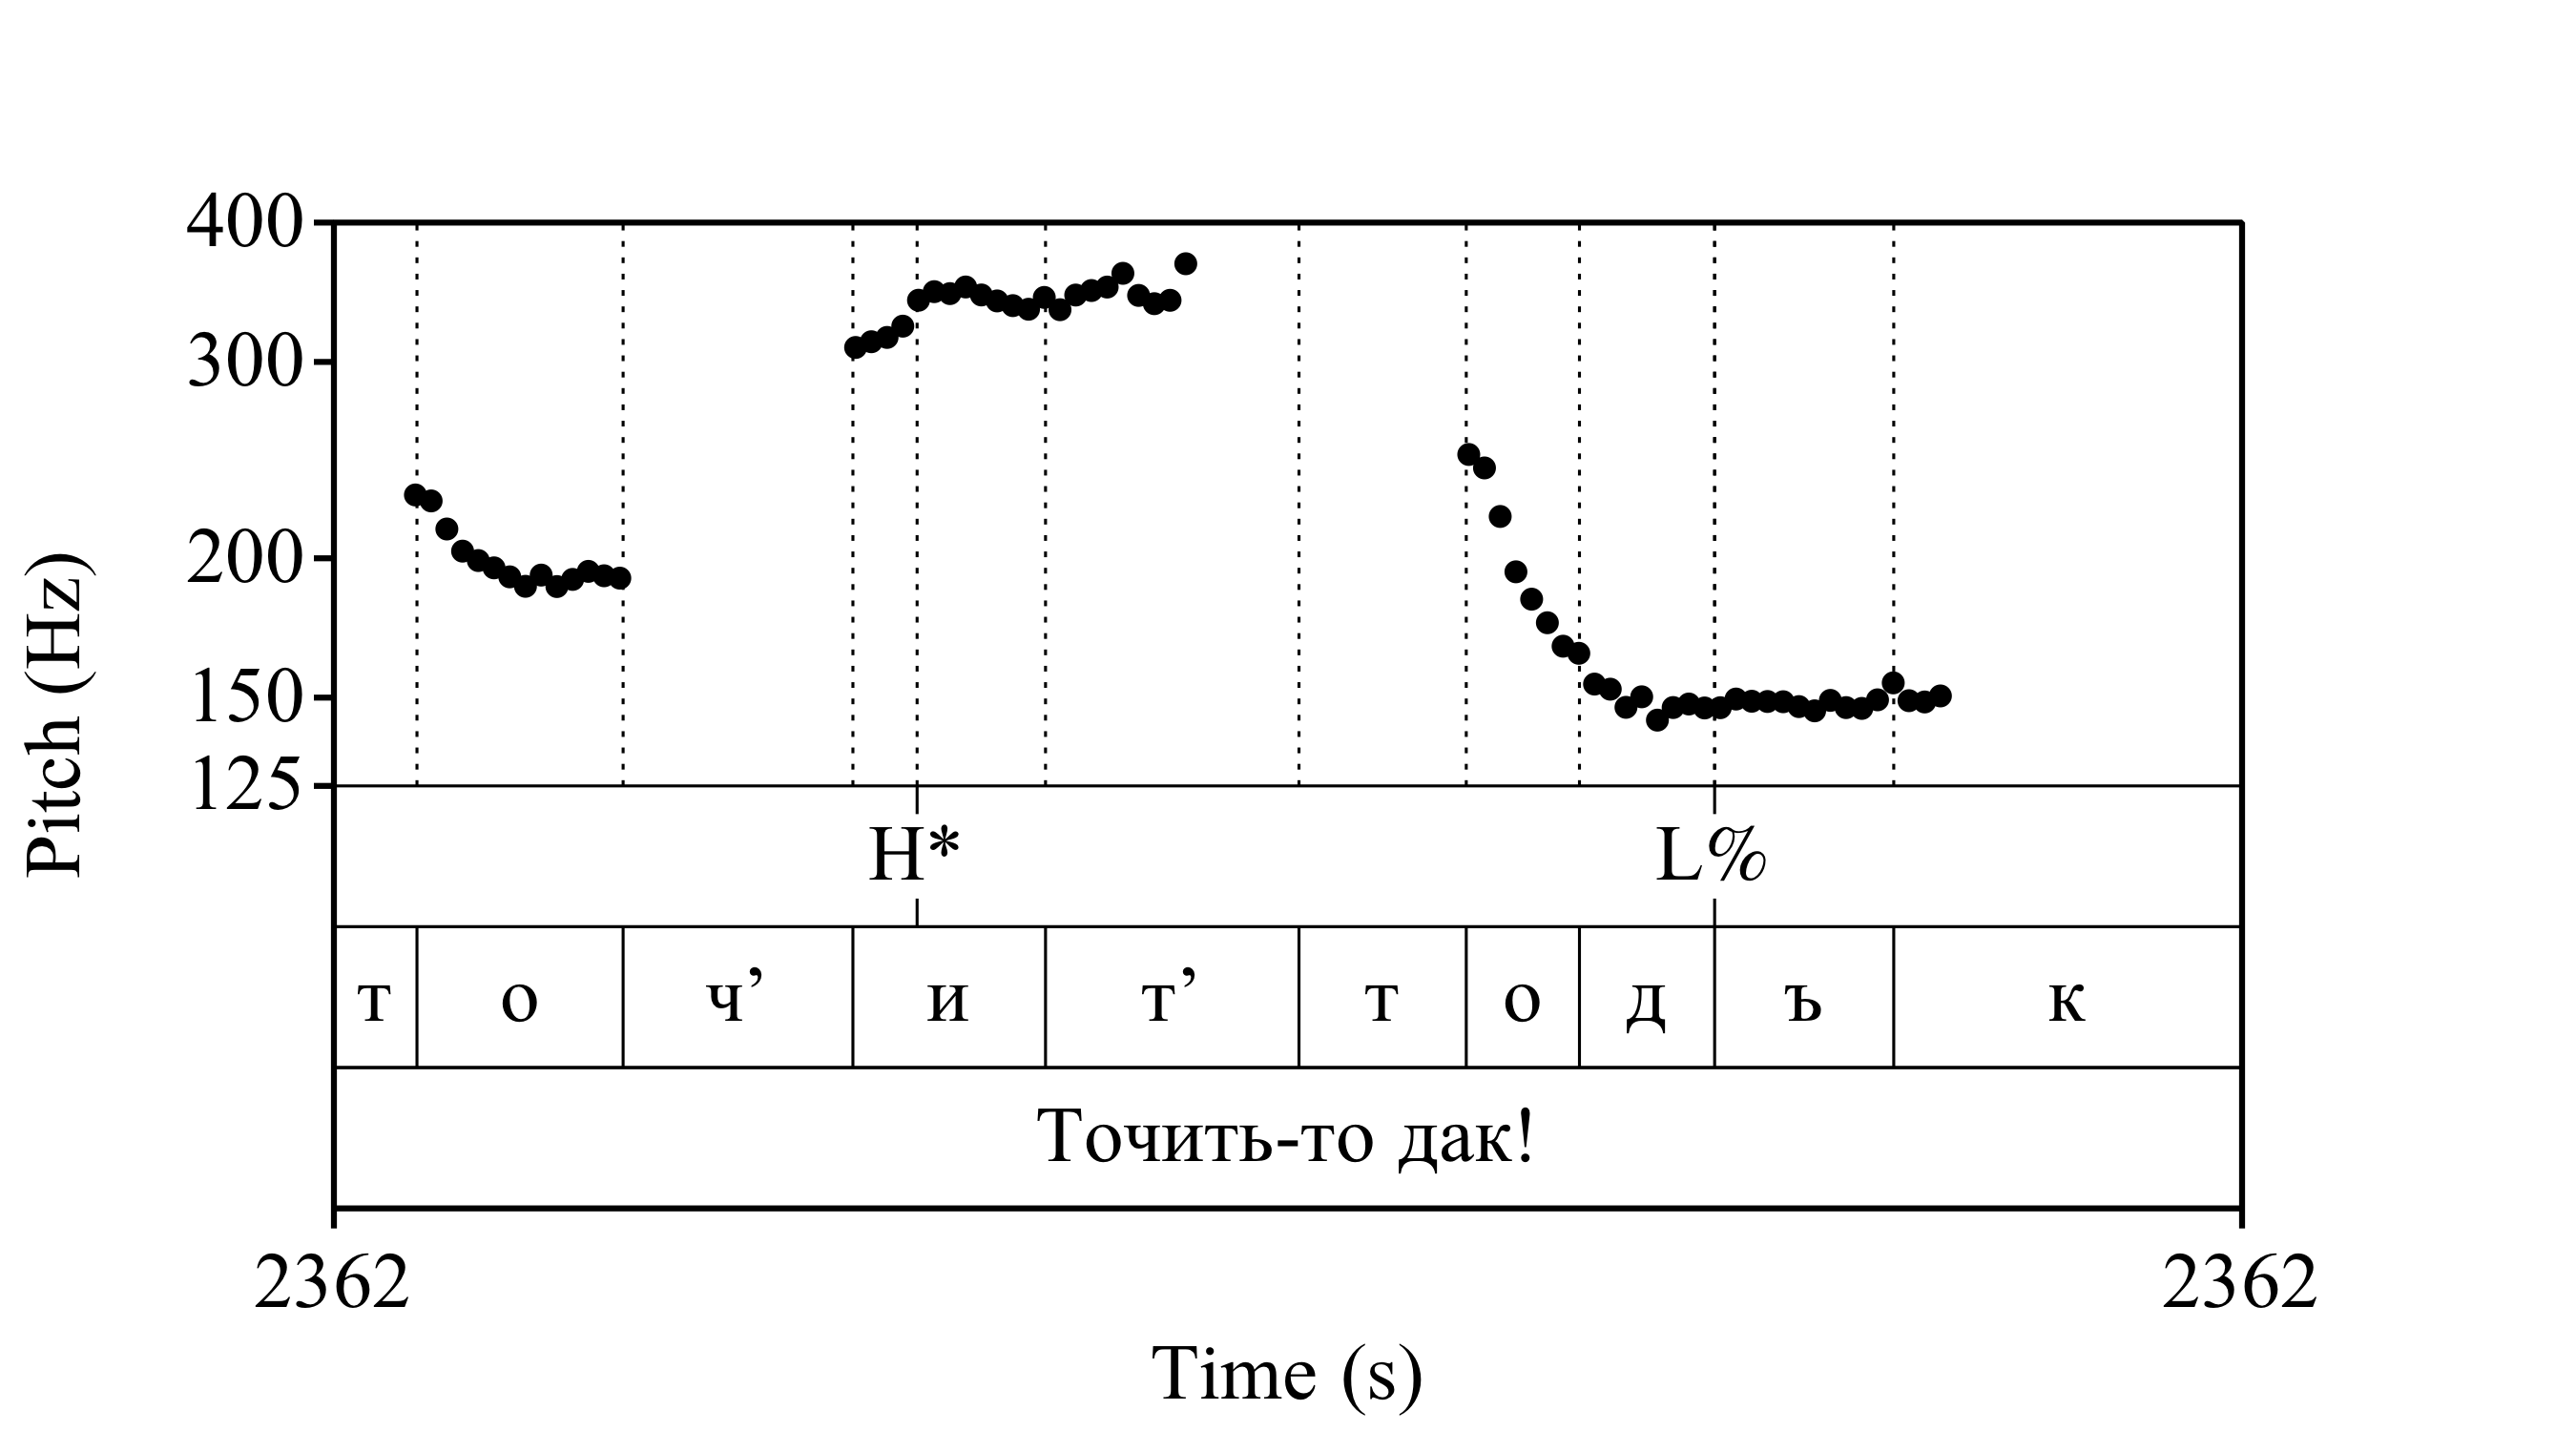 400
300
200
150
125
Pitch (Hz)
H* L%
т о ч’ и т’ т о д ъ к
Точить-то дак!
2362 2362
Time (s)